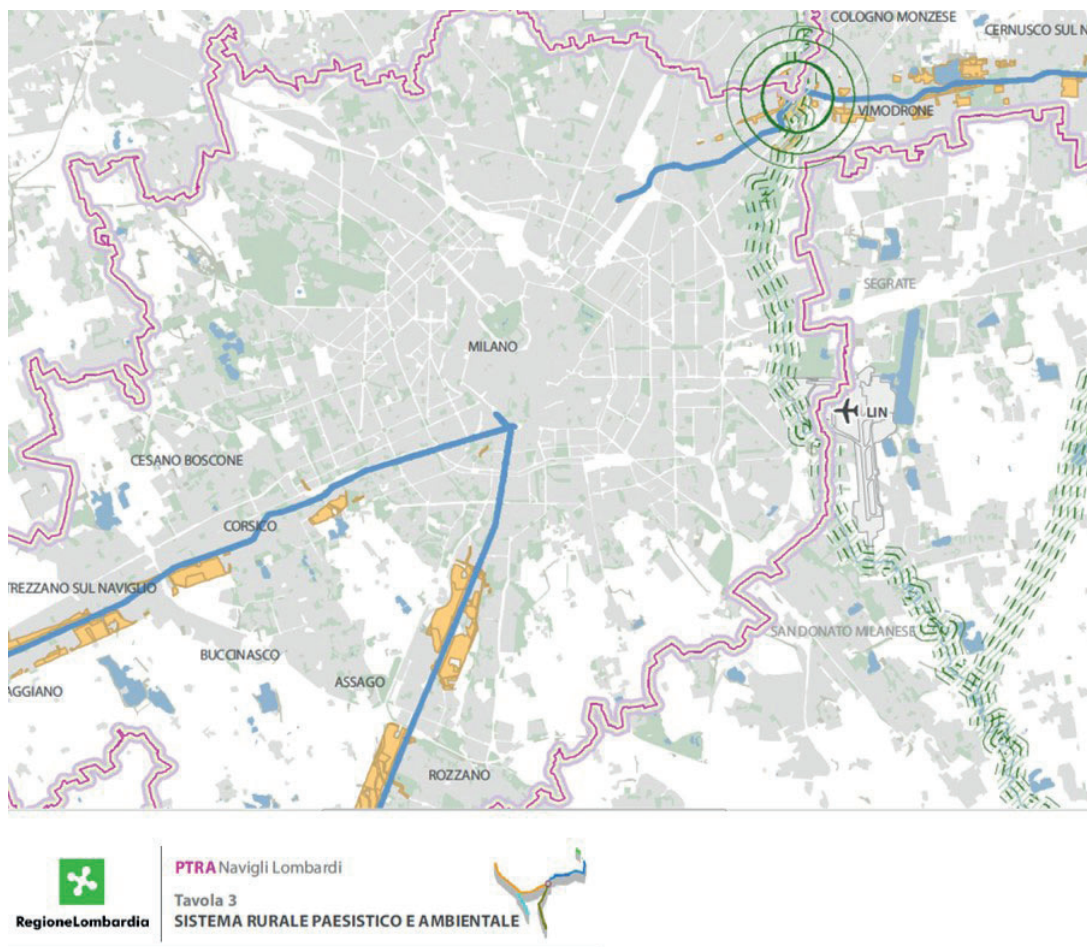 COLOGNO MONZESE
CERNUSCO SUL N
VIMODRONE
SEGRATE
MILANO
LIN
CESANO BOSCONE
CORSICO
TREZZANO SUL NAVIGLIO
SAN DONATO MILANESE
BUCCINASCO
ASSAGO
AGGIANO
ROZZANO
PTRA Navigli Lombardi
Tavola 3
SISTEMA RURALE PAESISTICO E AMBIENTALE
RegioneLombardia